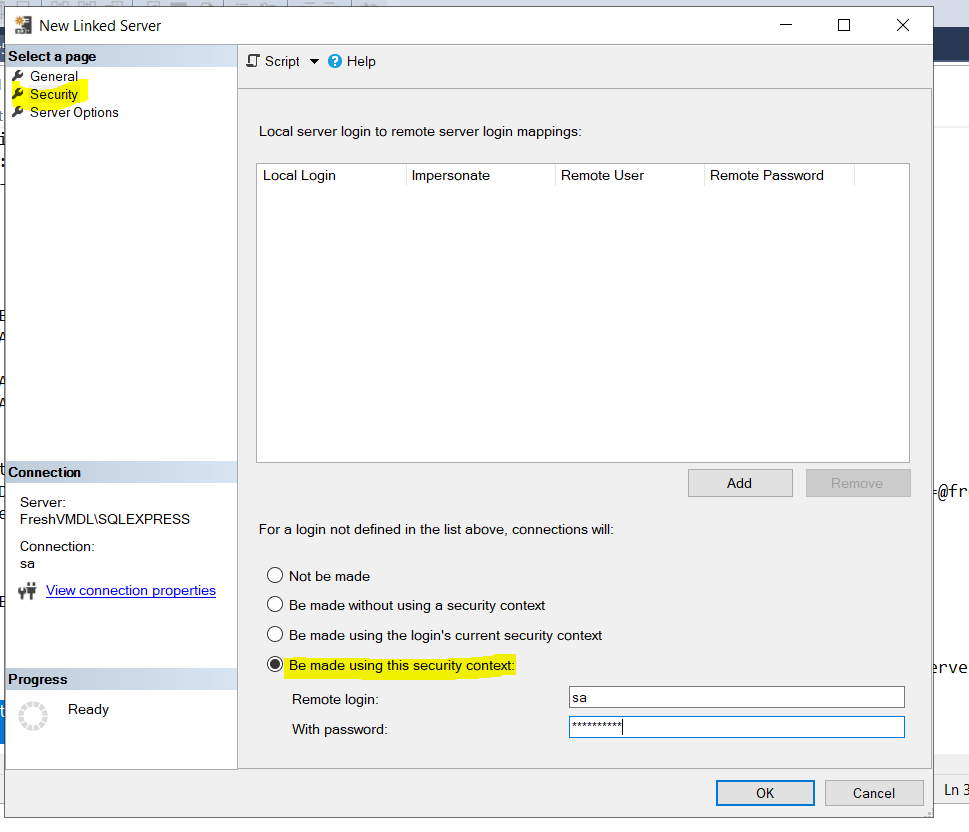 New Linked Server
Select a page
General
Security
Server Options
Script
Help
Local server login to remote server login mappings:
Local Login Impersonate Remote User Remote Password
Add Remove
For a login not defined in the list above, connections will:
Not be made
Be made without using a security context
Be made using the login's current security context
Be made using this security context:
Remote login: sa
With password: **********
Connection
Server:
FreshVMDL\SQLEXPRESS
Connection:
sa
View connection properties
Progress
Ready
OK Cancel
=@fr
erve
Ln 3